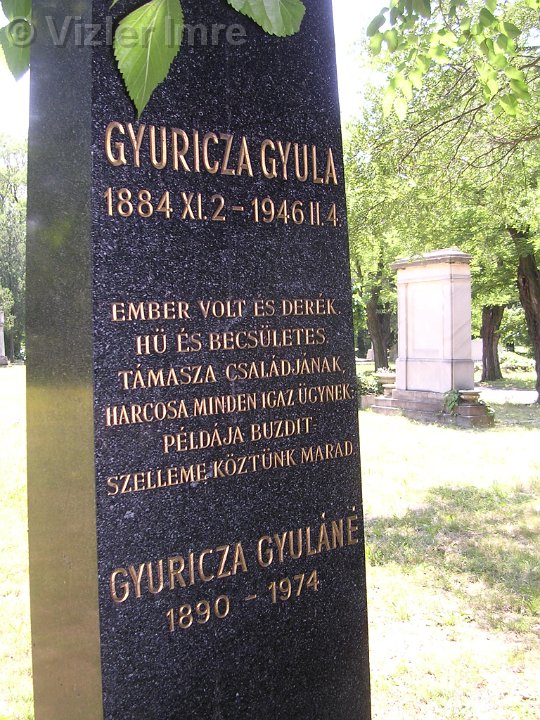 © Vizler Imre
GYURICZA GYULA
1884 XI.2 – 1946 II.4.
EMBER VOLT ÉS DERÉK,
HŰ ÉS BECSÜLETES,
TÁMASZA CSALÁDJÁNAK,
HARCOSA MINDEN IGAZ ÜGYNEK–
PÉLDÁJA BUZDIT–
SZELLEME KÖZTÜNK MARAD.
GYURICZA GYULÁNÉ
1890 – 1974